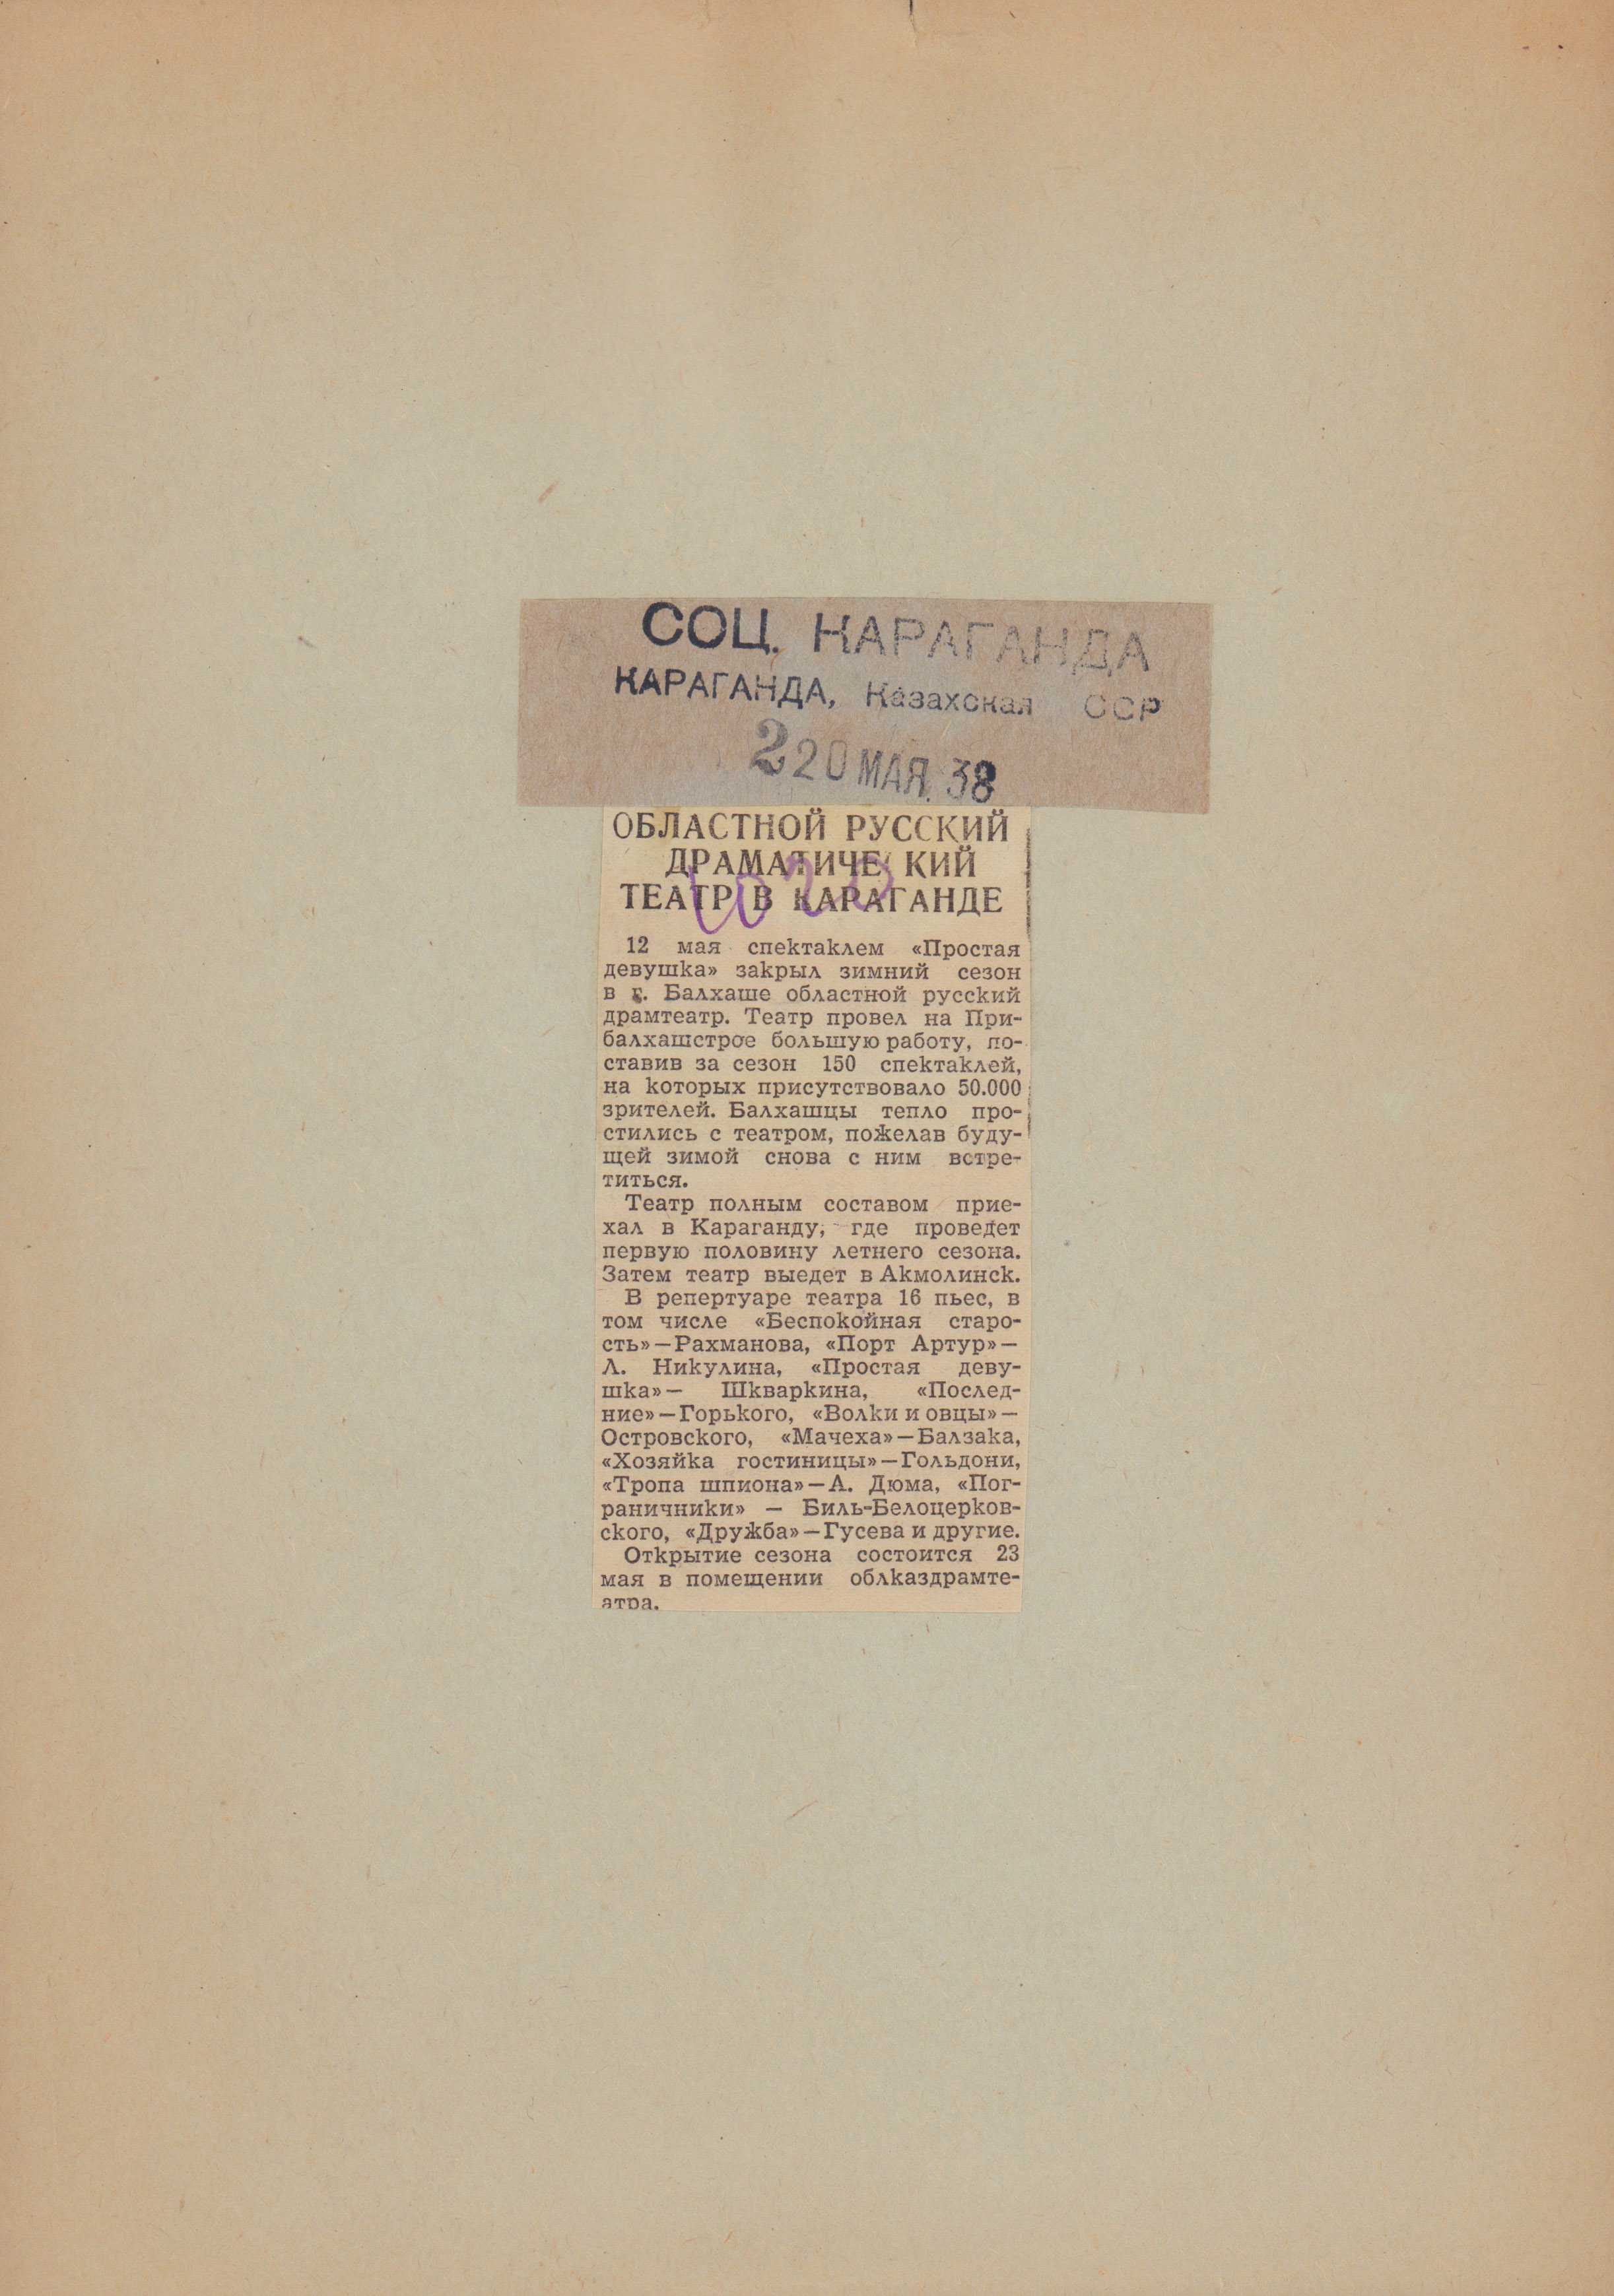 СОЦ. КАРАГАНДА
КАРАГАНДА, Казахская ССР
2 20 МАЯ. 38
ОБЛАСТНОЙ РУССКИЙ
ДРАМАТИЧЕ КИЙ
ТЕАТР В КАРАГАНДЕ
12 мая спектаклем «Простая
девушка» закрыл зимний сезон
в г. Балхаше областной русский
драмтеатр. Театр провел на При-
балхашстрое большую работу, по-
ставив за сезон 150 спектаклей,
на которых присутствовало 50.000
зрителей. Балхашцы тепло про-
стились с театром, пожелав буду-
щей зимой снова с ним встре-
титься.
Театр полным составом прие-
хал в Караганду, где проведет
первую половину летнего сезона.
Затем театр выедет в Акмолинск.
В репертуаре театра 16 пьес, в
том числе «Беспокойная старо-
сть»—Рахманова, «Порт Артур»—
Л. Никулина, «Простая деву-
шка»— Шкваркина, «Послед-
ние»—Горького, «Волки и овцы»—
Островского, «Мачеха»—Балзака,
«Хозяйка гостиницы»—Гольдони,
«Тропа шпиона»—А. Дюма, «Пог-
раничники» — Биль-Белоцерков-
ского, «Дружба»—Гусева и другие.
Открытие сезона состоится 23
мая в помещении облказдрамте-
атра.